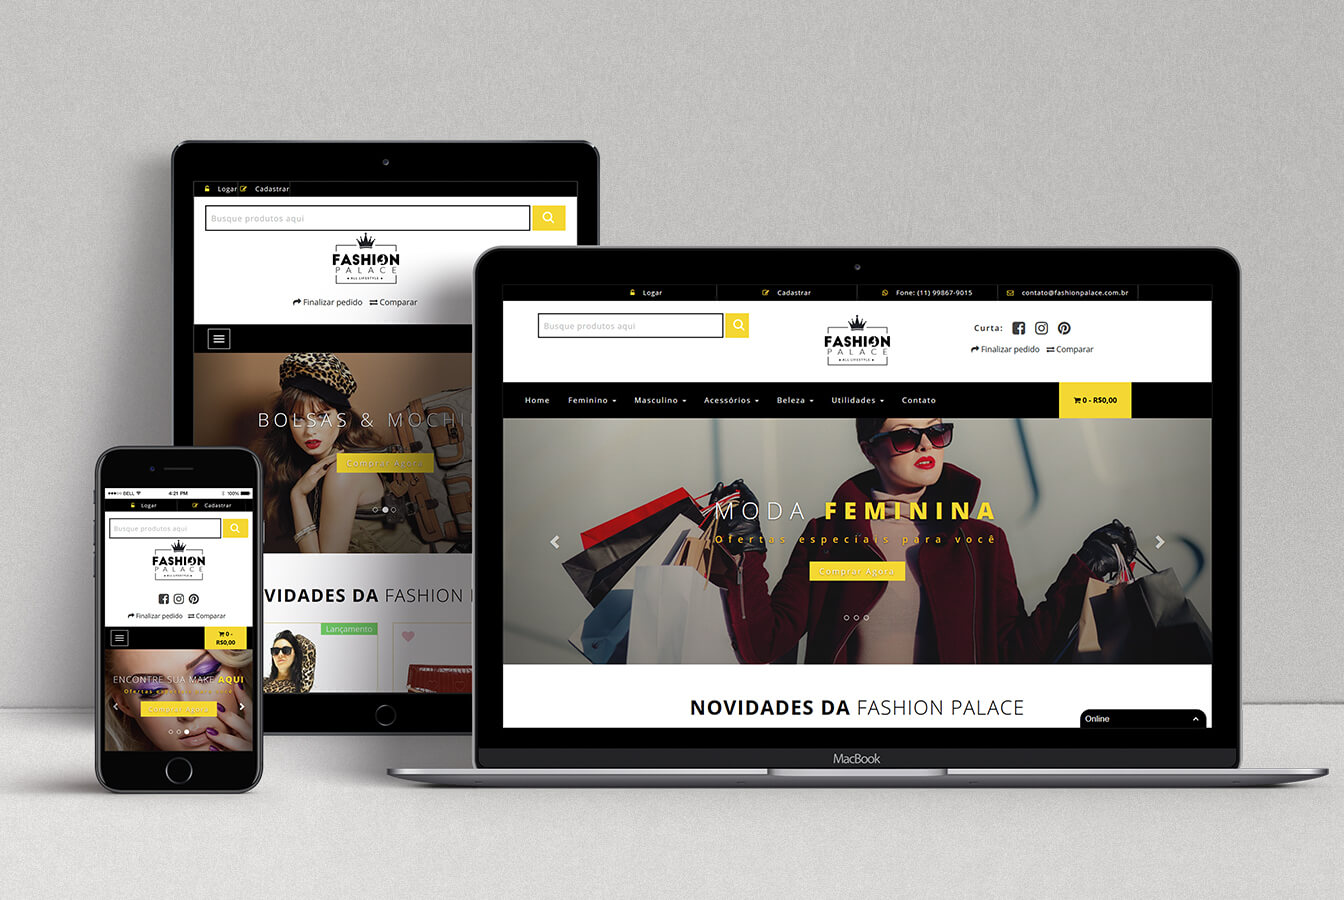 Logar Cadastrar
Busque produtos aqui
FASHION
PALACE
ALL LIFESTYLE
Finalizar pedido Comparar
BOLSAS & MOCHI
Comprar Agora
VIDADES DA FASHION
Lançamento
BELL 4:21 PM 100%
Logar Cadastrar
Busque produtos aqui
FASHION
PALACE
ALL LIFESTYLE
Finalizar pedido Comparar
0 -
R$0,00
ENCONTRE SUA MAKE AQUI
Ofertas especiais para você
Comprar Agora
Logar Cadastrar Fone: (11) 99867-9015 contato@fashionpalace.com.br
Busque produtos aqui
FASHION
PALACE
ALL LIFESTYLE
Curta:
Finalizar pedido Comparar
Home Feminino Masculino Acessórios Beleza Utilidades Contato 0 - R$0,00
MODA FEMININA
Ofertas especiais para você
Comprar Agora
NOVIDADES DA FASHION PALACE
Online
MacBook